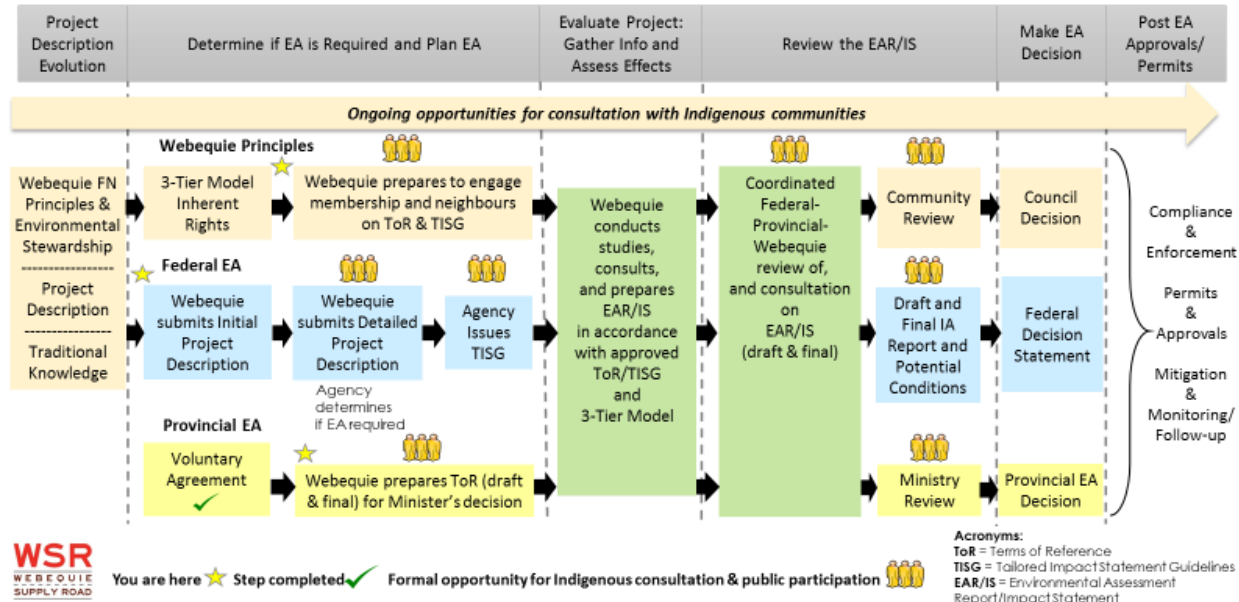 Project
Description
Evolution
Determine if EA is Required and Plan EA
Evaluate Project:
Gather Info and
Assess Effects
Review the EAR/IS
Make EA
Decision
Post EA
Approvals/
Permits
Ongoing opportunities for consultation with Indigenous communities
Webequie FN
Principles &
Environmental
Stewardship
-----------------
Project
Description
----------------
Traditional
Knowledge
Webequie Principles
3-Tier Model
Inherent
Rights
Webequie prepares to engage
membership and neighbours
on ToR & TISG
Federal EA
Webequie
submits Initial
Project
Description
Webequie
submits Detailed
Project
Description
Agency
determines
if EA required
Agency
Issues
TISG
Provincial EA
Voluntary
Agreement
Webequie prepares ToR (draft
& final) for Minister's decision
Webequie
conducts
studies,
consults,
and prepares
EAR/IS
in accordance
with approved
ToR/TISG
and
3-Tier Model
Coordinated
Federal-
Provincial-
Webequie
review of,
and consultation
on
EAR/IS
(draft & final)
Community
Review
Draft and
Final IA
Report and
Potential
Conditions
Ministry
Review
Council
Decision
Federal
Decision
Statement
Provincial EA
Decision
Compliance
&
Enforcement
Permits
&
Approvals
Mitigation
&
Monitoring/
Follow-up
WSR
WEBEQUIE
SUPPLY ROAD
You are here Step completed Formal opportunity for Indigenous consultation & public participation
Acronyms:
ToR = Terms of Reference
TISG = Tailored Impact Statement Guidelines
EAR/IS = Environmental Assessment
Report/Impact Statement